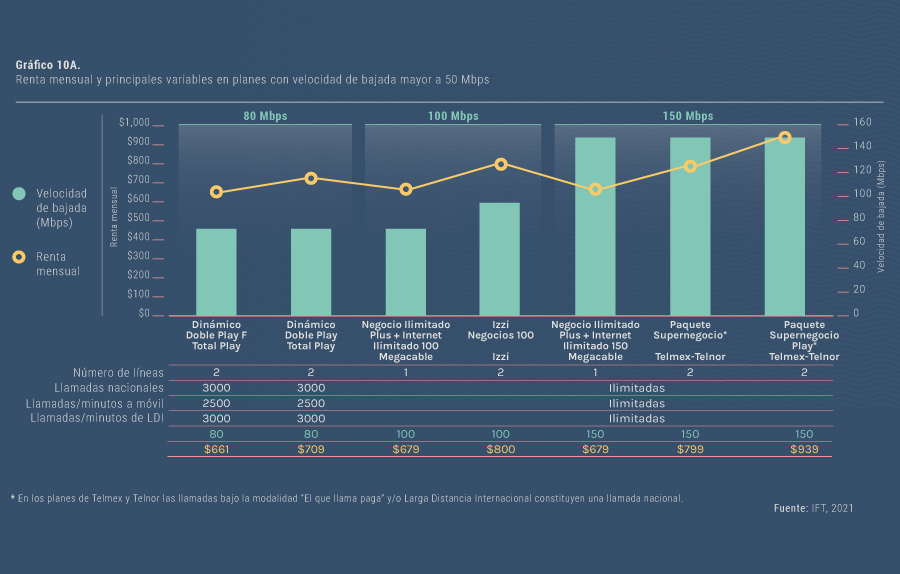 Gráfico 10A.
Renta mensual y principales variables en planes con velocidad de bajada mayor a 50 Mbps
80 Mbps 100 Mbps 150 Mbps
Velocidad
de bajada
(Mbps)
Renta
mensual
Renta mensual
$1,000
$900
$800
$700
$600
$500
$400
$300
$200
$100
$0
160
140
120
100
80
60
40
20
0
Velociodad de bajada (Mbps)
Dinámico
Doble Play F
Total Play
Dinámico
Doble Play
Total Play
Negocio Ilimitado
Plus + Internet
Ilimitado 100
Megacable
Izzi
Negocios 100
Izzi
Negocio Ilimitado
Plus + Internet
Ilimitado 150
Megacable
Paquete
Supernegocio*
Telmex-Telnor
Paquete
Supernegocio
Play*
Telmex-Telnor
Número de líneas 2 2 1 2 1 2 2
Llamadas nacionales 3000 3000 Ilimitadas
Llamadas/minutos a móvil 2500 2500 Ilimitadas
Llamadas/minutos de LDI 3000 3000 Ilimitadas
80 80 100 100 150 150 150
$661 $709 $679 $800 $679 $799 $939
* En los planes de Telmex y Telnor las llamadas bajo la modalidad "El que llama paga" y/o Larga Distancia Internacional constituyen una llamada nacional.
Fuente: IFT, 2021